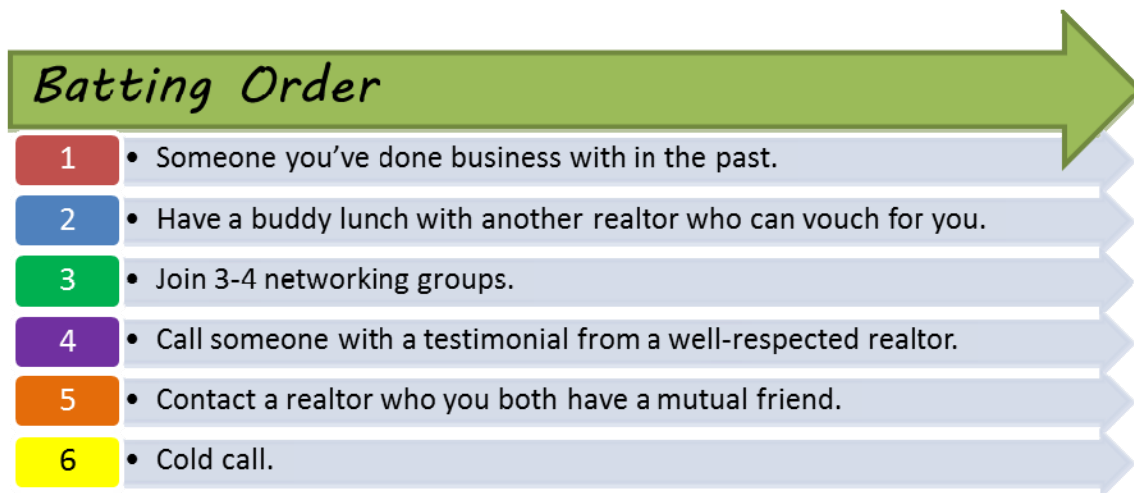 Batting Order
1 • Someone you've done business with in the past.
2 • Have a buddy lunch with another realtor who can vouch for you.
3 • Join 3-4 networking groups.
4 • Call someone with a testimonial from a well-respected realtor.
5 • Contact a realtor who you both have a mutual friend.
6 • Cold call.